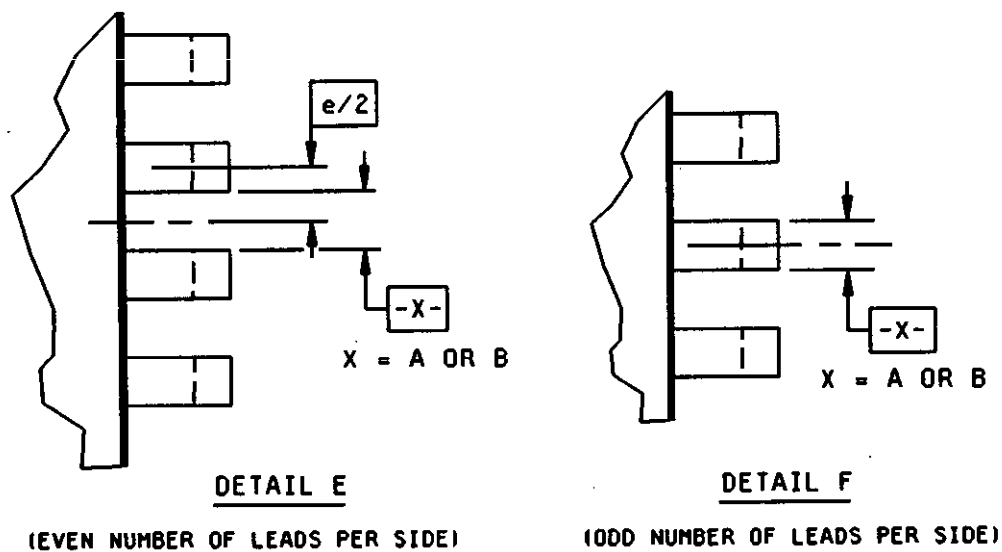 e/2
-X-
X = A OR B
DETAIL E
(EVEN NUMBER OF LEADS PER SIDE)
-X-
X = A OR B
DETAIL F
(ODD NUMBER OF LEADS PER SIDE)